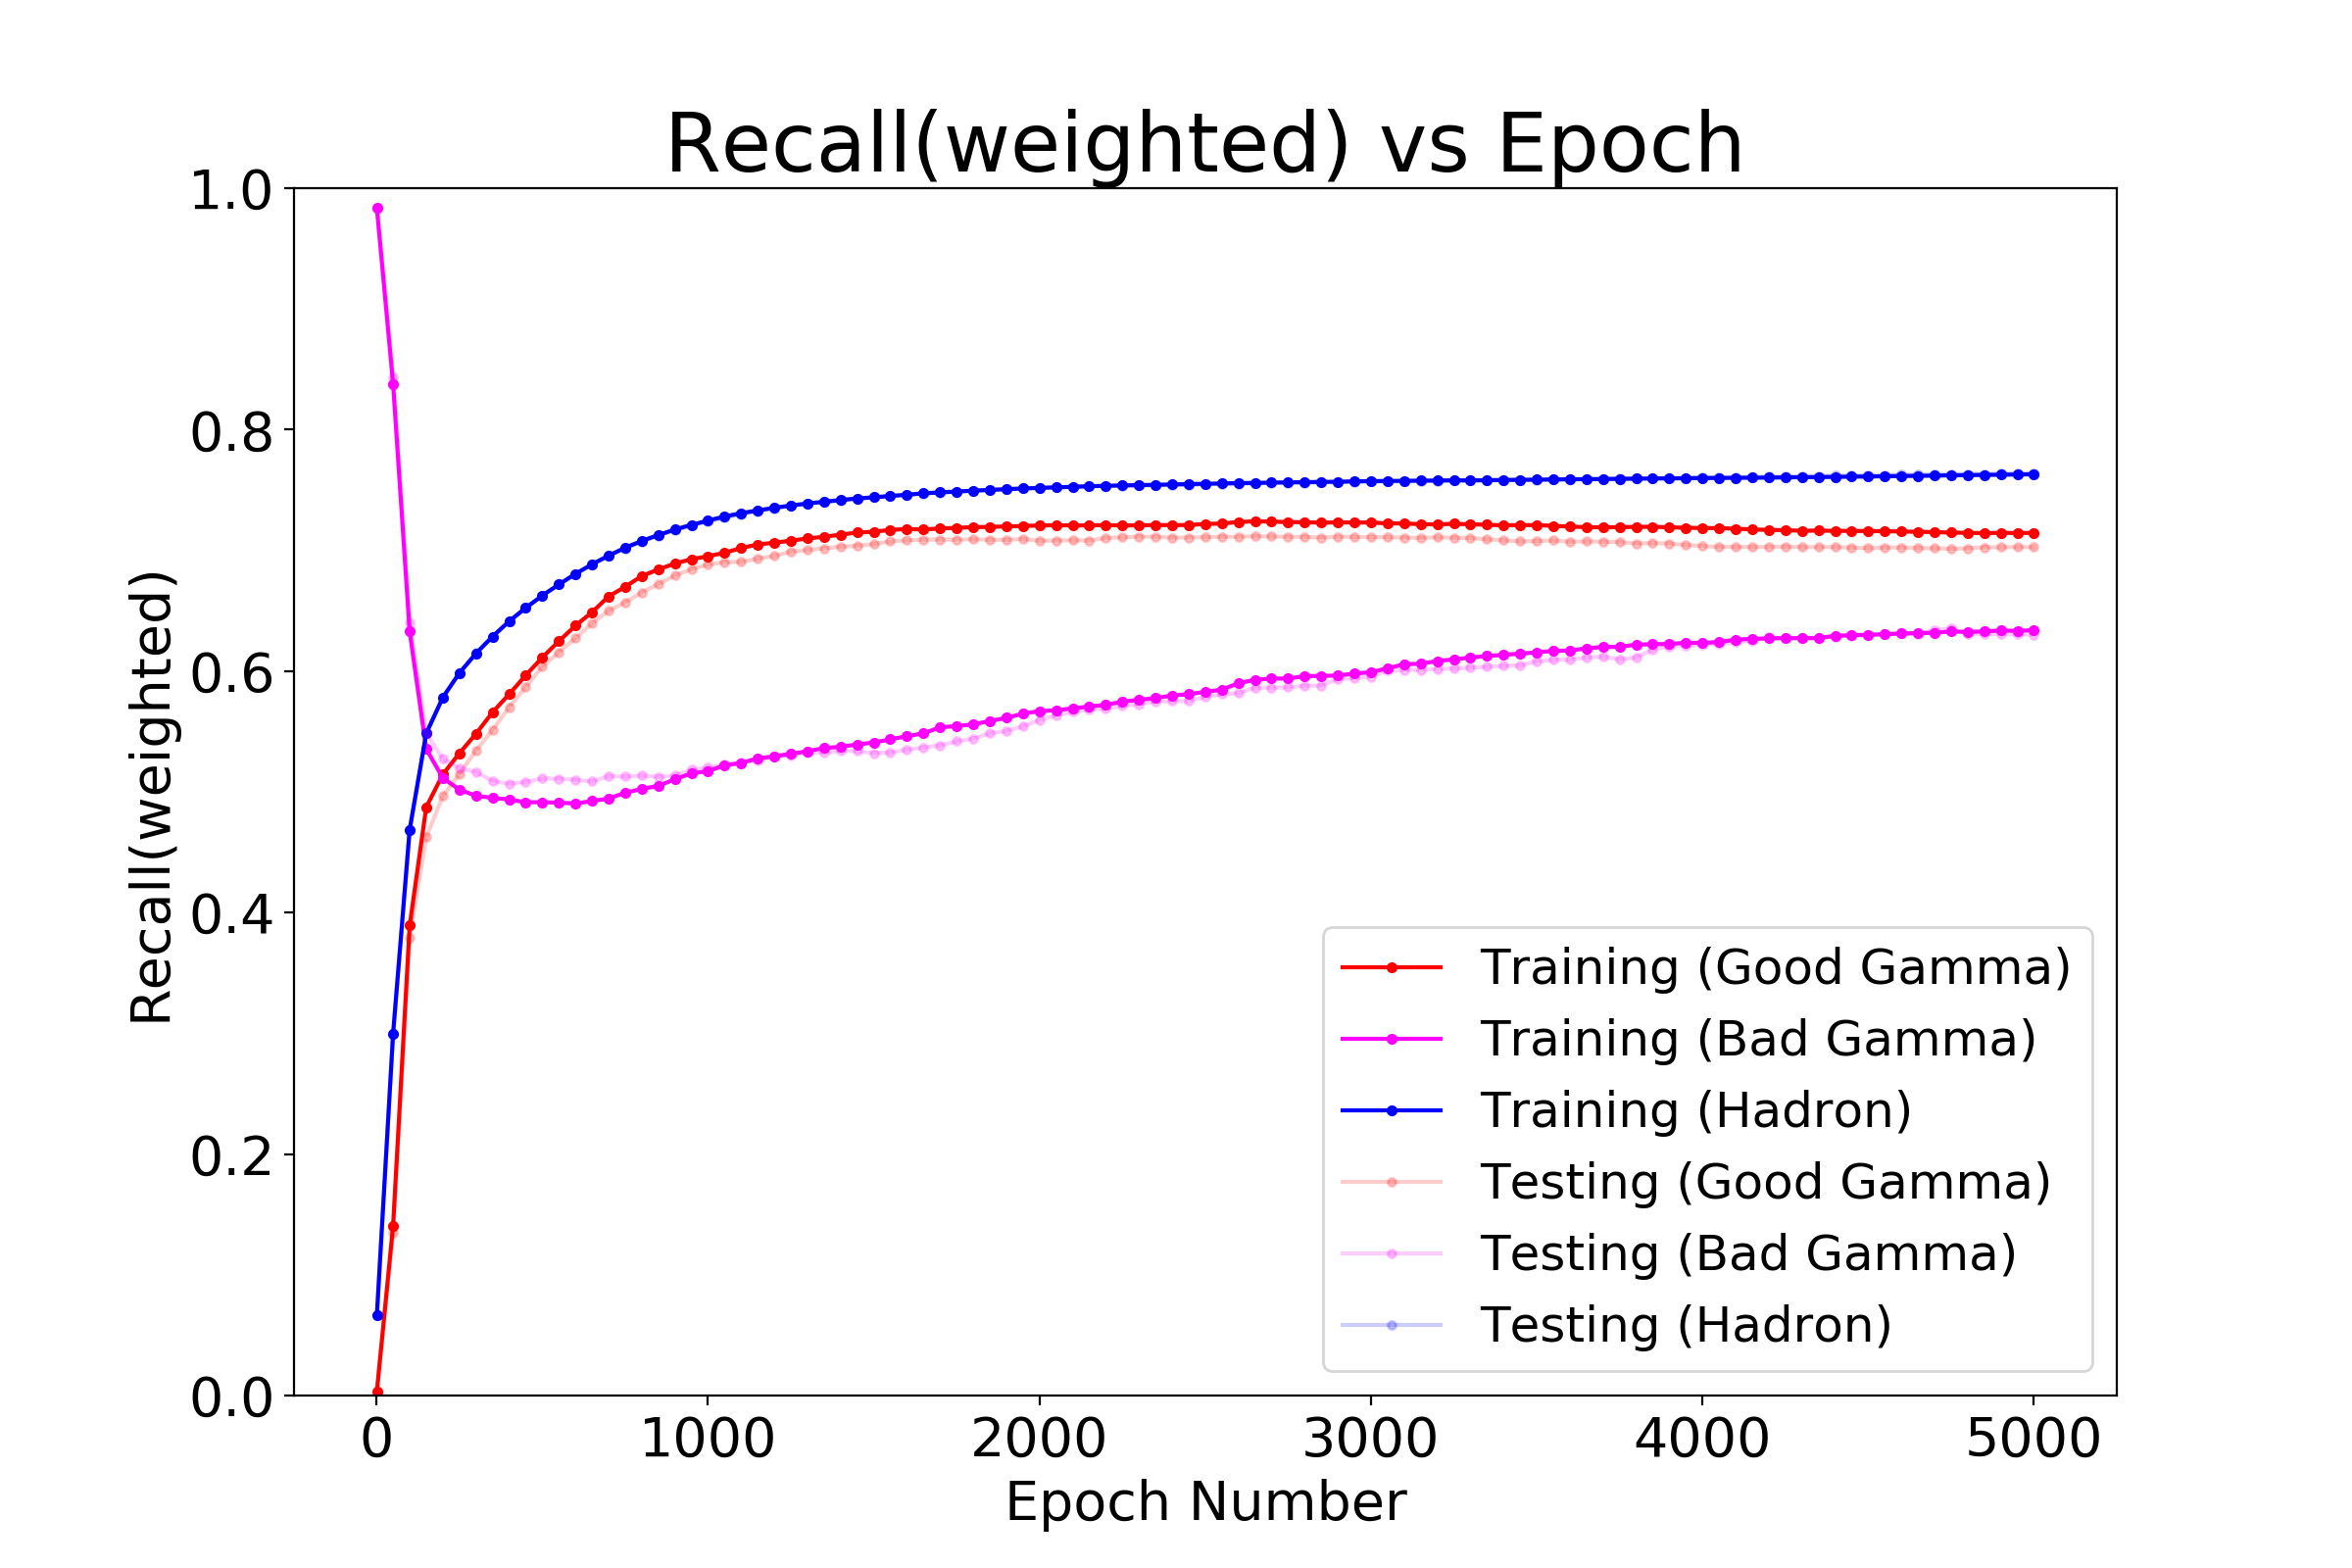 Recall(weighted) vs Epoch
Recall(weighted)
1.0
0.8
0.6
0.4
0.2
0.0
0 1000 2000 3000 4000 5000
Epoch Number
Training (Good Gamma)
Training (Bad Gamma)
Training (Hadron)
Testing (Good Gamma)
Testing (Bad Gamma)
Testing (Hadron)